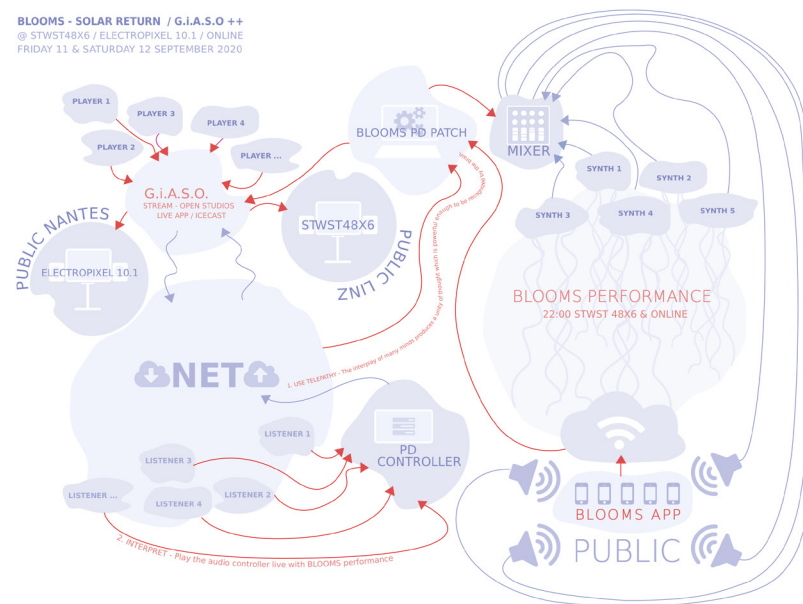 BLOOMS - SOLAR RETURN / G.i.A.S.O ++
@ STWST48X6 / ELECTROPIXEL 10.1 / ONLINE
FRIDAY 11 & SATURDAY 12 SEPTEMBER 2020
PLAYER 1
PLAYER 3
PLAYER 4
PLAYER 2
PLAYER ...
BLOOMS PD PATCH
MIXER
G.i.A.S.O.
STREAM - OPEN STUDIOS
LIVE APP / ICECAST
SYNTH 1
SYNTH 2
SYNTH 3
SYNTH 4
SYNTH 5
PUBLIC NANTES
ELECTROPIXEL 10.1
STWST48X6
PUBLIC LINZ
BLOOMS PERFORMANCE
22:00 STWST 48X6 & ONLINE
NET
1. USE TELEPATHY - The interplay of many minds produces a unity of thought which is powerful enough to be recognized by the brain.
LISTENER 1
LISTENER 3
LISTENER 2
LISTENER ...
LISTENER 4
PD
CONTROLLER
2. INTERPRET - Play the audio controller live with BLOOMS performance
BLOOMS APP
PUBLIC